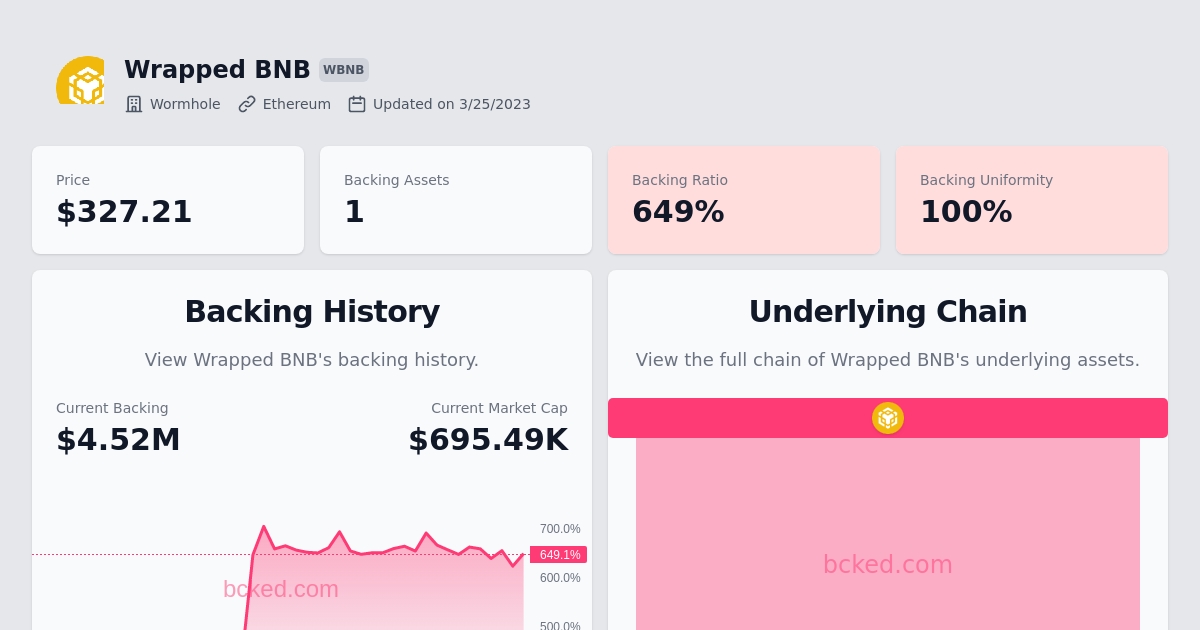 Wrapped BNB WBNB
Wormhole Ethereum Updated on 3/25/2023
Price
$327.21
Backing Assets
1
Backing Ratio
649%
Backing Uniformity
100%
Backing History
View Wrapped BNB's backing history.
Current Backing
$4.52M
Current Market Cap
$695.49K
700.0%
649.1%
600.0%
500.0%
bcked.com
Underlying Chain
View the full chain of Wrapped BNB's underlying assets.
bcked.com